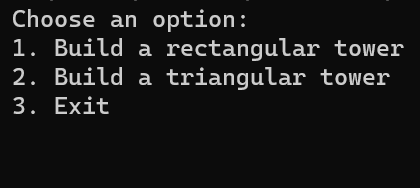 Choose an option:
1. Build a rectangular tower
2. Build a triangular tower
3. Exit